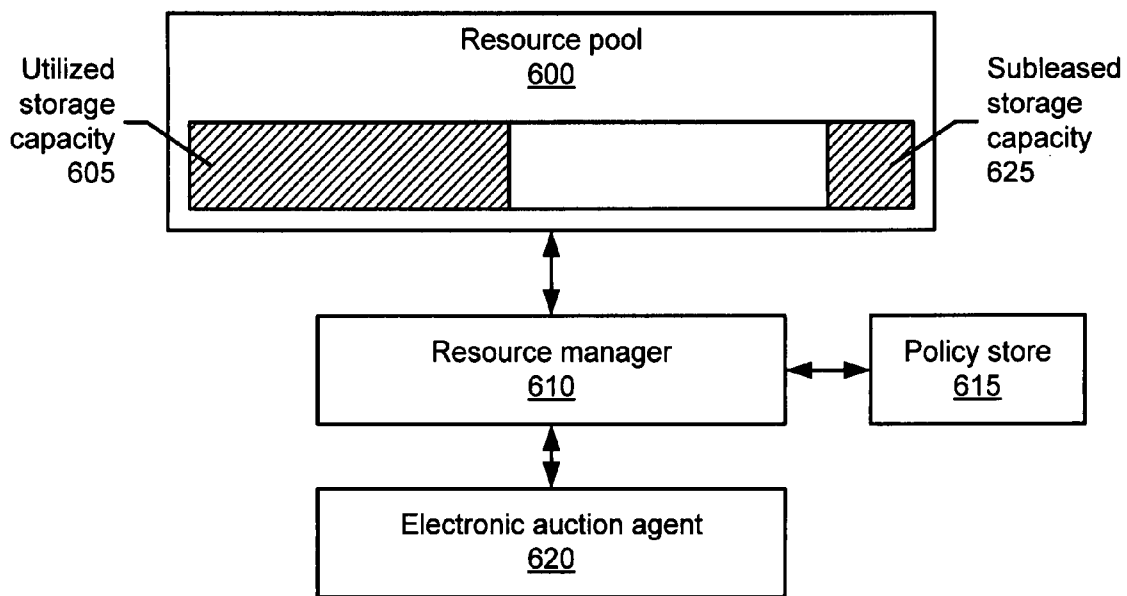 Resource pool
600
Utilized
storage
capacity
605
Subleased
storage
capacity
625
Resource manager
610
Policy store
615
Electronic auction agent
620